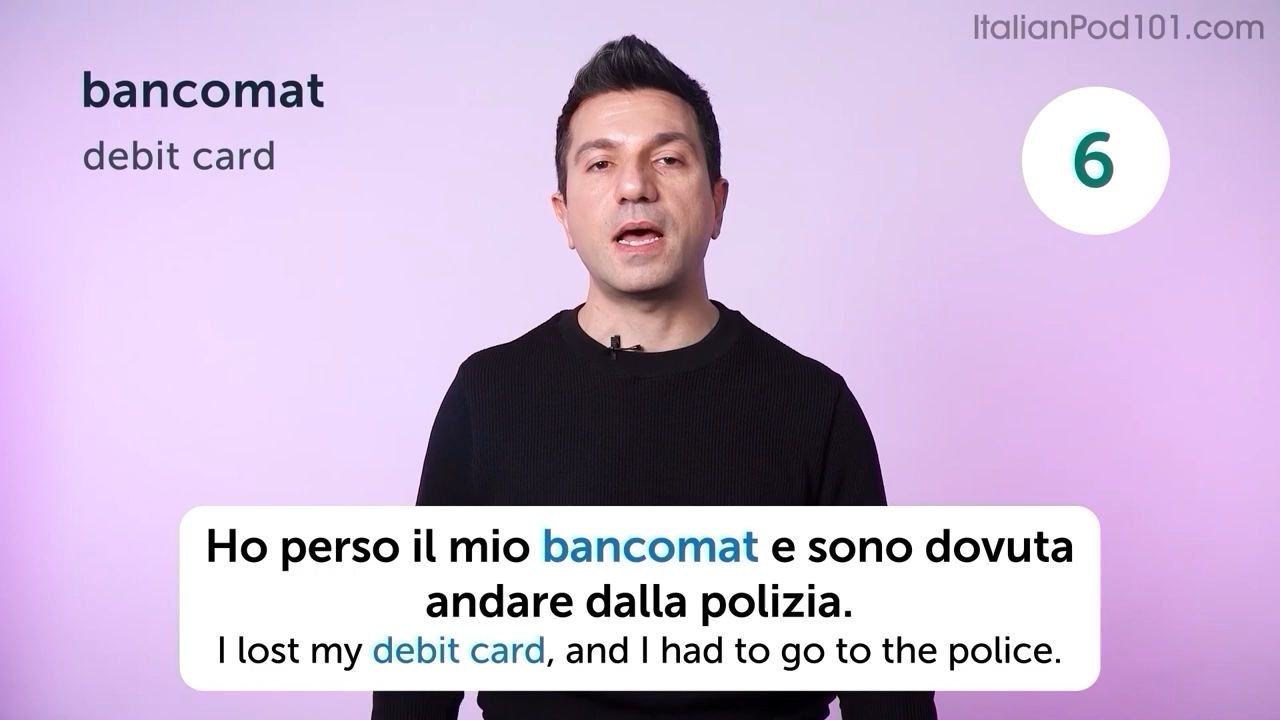 ItalianPod101.com
bancomat
debit card
6
Ho perso il mio bancomat e sono dovuta
andare dalla polizia.
I lost my debit card, and I had to go to the police.